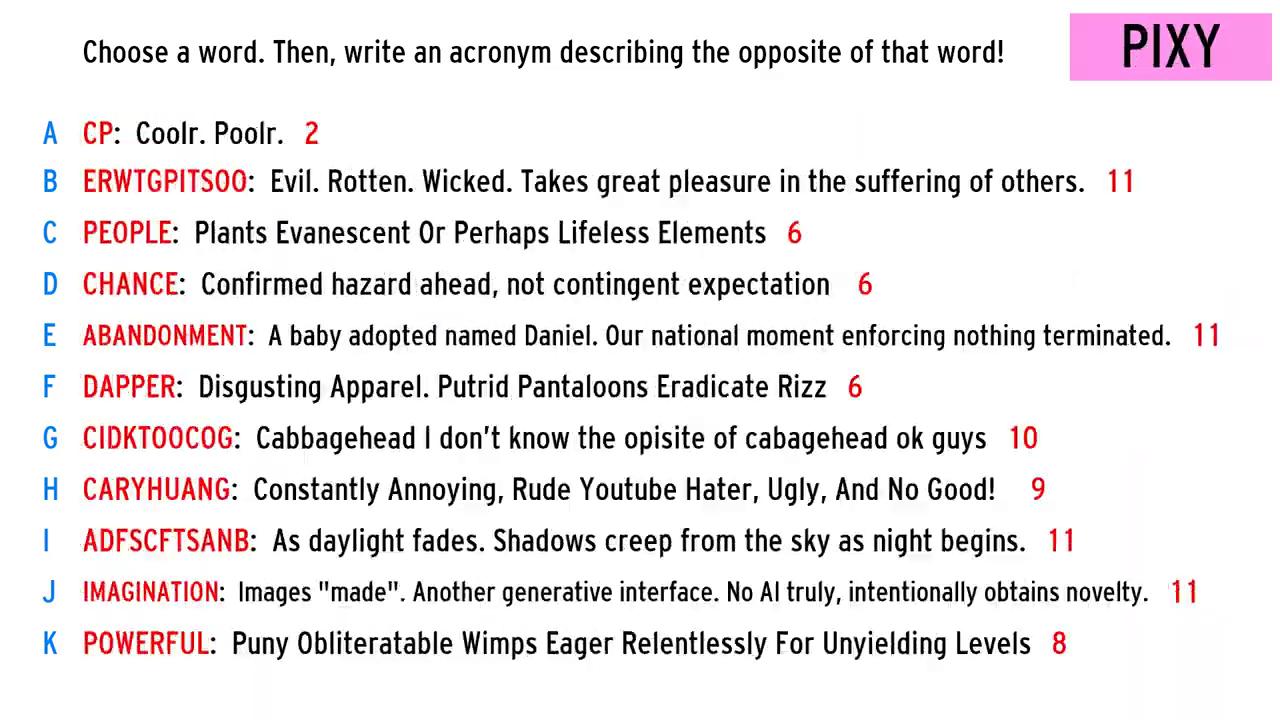 Choose a word. Then, write an acronym describing the opposite of that word!
PIXY
A CP: Coolr. Poolr. 2
B ERWTGPITSOO: Evil. Rotten. Wicked. Takes great pleasure in the suffering of others. 11
C PEOPLE: Plants Evanescent Or Perhaps Lifeless Elements 6
D CHANCE: Confirmed hazard ahead, not contingent expectation 6
E ABANDONMENT: A baby adopted named Daniel. Our national moment enforcing nothing terminated. 11
F DAPPER: Disgusting Apparel. Putrid Pantaloons Eradicate Rizz 6
G CIDKTOOCOG: Cabbagehead I don't know the opisite of cabagehead ok guys 10
H CARYHUANG: Constantly Annoying, Rude Youtube Hater, Ugly, And No Good! 9
I ADFSCFTSANB: As daylight fades. Shadows creep from the sky as night begins. 11
J IMAGINATION: Images "made". Another generative interface. No AI truly, intentionally obtains novelty. 11
K POWERFUL: Puny Obliteratable Wimps Eager Relentlessly For Unyielding Levels 8